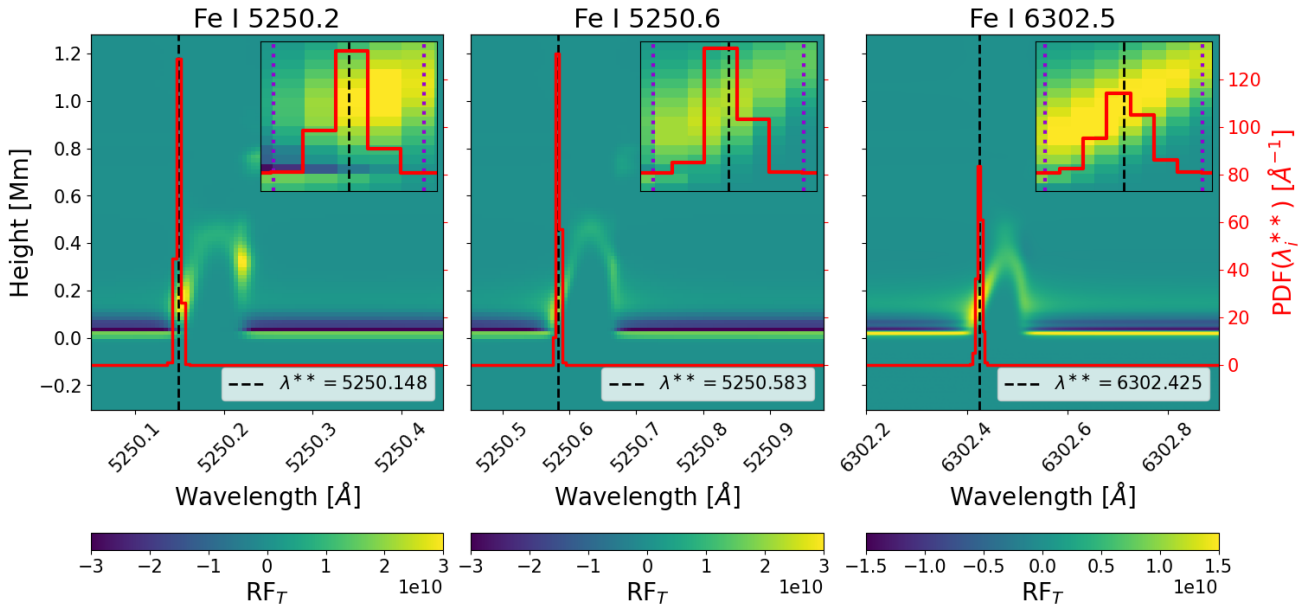 Fe I 5250.2
Fe I 5250.6
Fe I 6302.5
Height [Mm]
1.2
1.0
0.8
0.6
0.4
0.2
0.0
−0.2
120
100
80
60
40
20
0
PDF(λ_i^**) [Å⁻¹]
λ** = 5250.148
λ** = 5250.583
λ** = 6302.425
5250.1 5250.2 5250.3 5250.4
5250.5 5250.6 5250.7 5250.8 5250.9
6302.2 6302.4 6302.6 6302.8
Wavelength [Å]
Wavelength [Å]
Wavelength [Å]
−3 −2 −1 0 1 2 3
1e10
RF_T
−3 −2 −1 0 1 2 3
1e10
RF_T
−1.5 −1.0 −0.5 0.0 0.5 1.0 1.5
1e10
RF_T